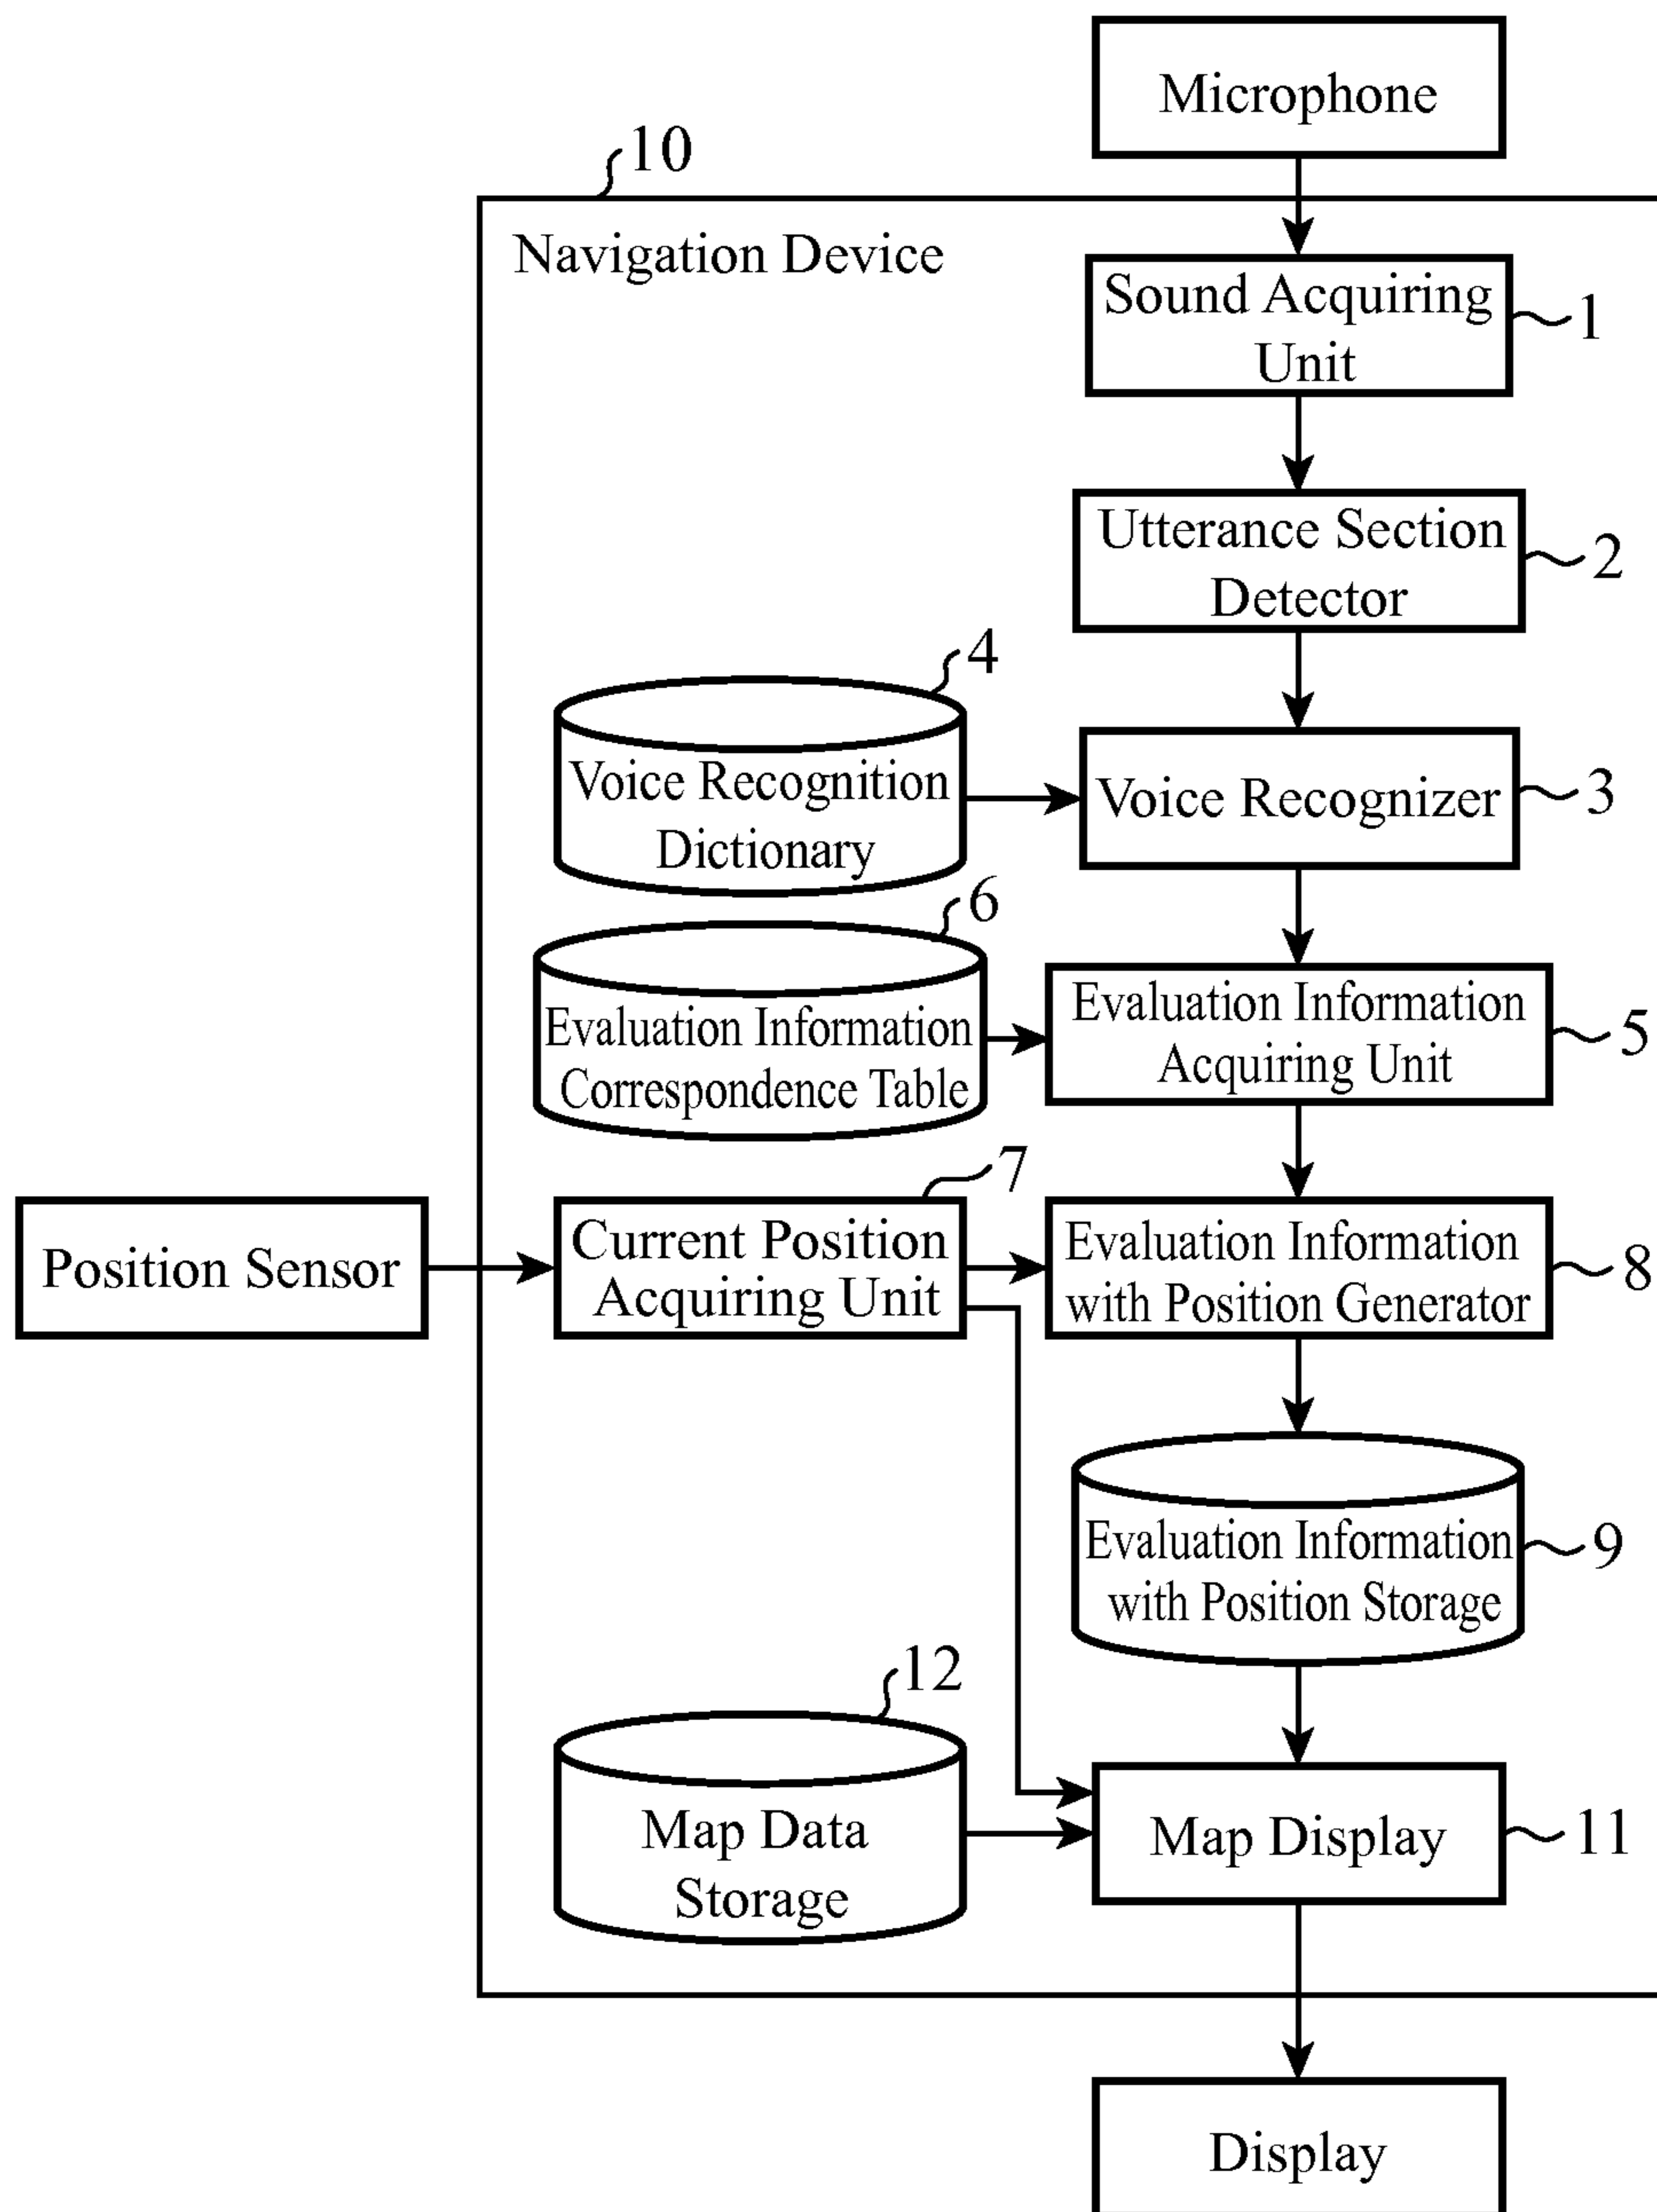 Microphone
10
Navigation Device
Sound Acquiring
Unit
1
Utterance Section
Detector
2
4
Voice Recognition
Dictionary
Voice Recognizer
3
6
Evaluation Information
Correspondence Table
Evaluation Information
Acquiring Unit
5
Position Sensor
7
Current Position
Acquiring Unit
Evaluation Information
with Position Generator
8
Evaluation Information
with Position Storage
9
12
Map Data
Storage
Map Display
11
Display